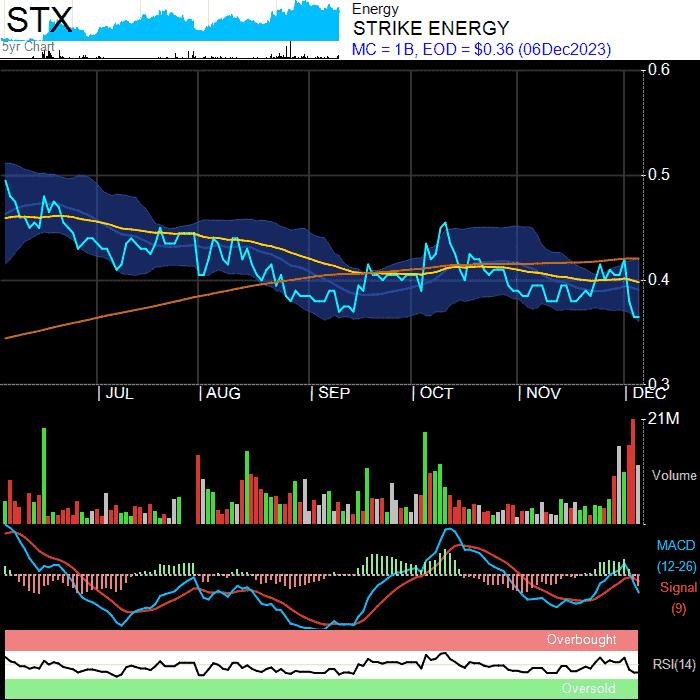 STX
5yr Chart
Energy
STRIKE ENERGY
MC = 1B, EOD = $0.36 (06Dec2023)
0.6
0.5
0.4
0.3
| JUL | AUG | SEP | OCT | NOV | DEC
21M
Volume
MACD
(12-26)
Signal
(9)
Overbought
RSI(14)
Oversold